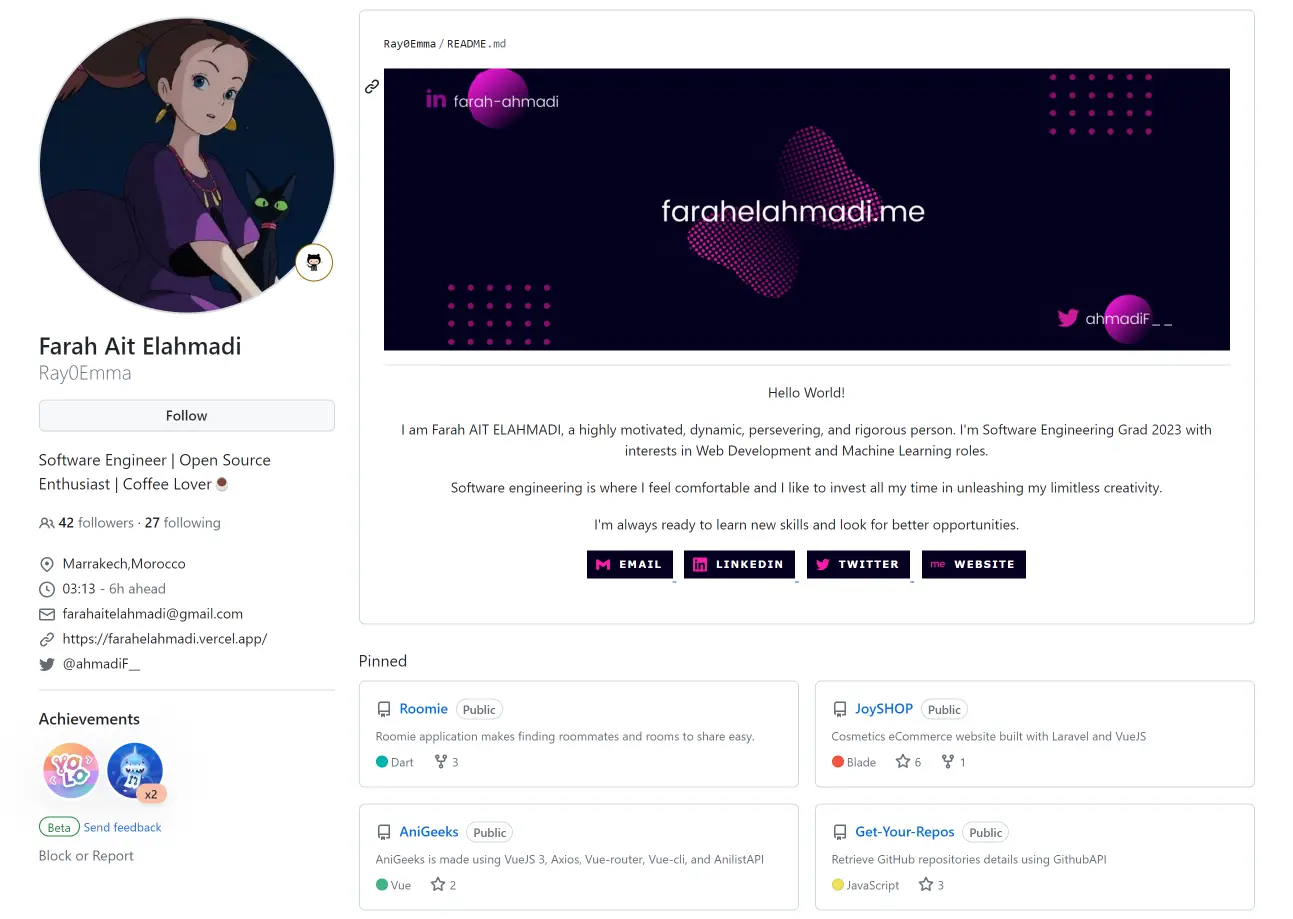 Farah Ait Elahmadi
Ray0Emma
Follow
Software Engineer | Open Source
Enthusiast | Coffee Lover
42 followers · 27 following
Marrakech,Morocco
03:13 - 6h ahead
farahaitelahmadi@gmail.com
https://farahelahmadi.vercel.app/
@ahmadiF__
Achievements
YOLO
x2
Beta Send feedback
Block or Report
Ray0Emma / README.md
in farah-ahmadi
farahelahmadi.me
ahmadiF_ _
Hello World!
I am Farah AIT ELAHMADI, a highly motivated, dynamic, persevering, and rigorous person. I'm Software Engineering Grad 2023 with
interests in Web Development and Machine Learning roles.
Software engineering is where I feel comfortable and I like to invest all my time in unleashing my limitless creativity.
I'm always ready to learn new skills and look for better opportunities.
EMAIL in LINKEDIN TWITTER me WEBSITE
Pinned
Roomie Public
Roomie application makes finding roommates and rooms to share easy.
Dart 3
JoySHOP Public
Cosmetics eCommerce website built with Laravel and VueJS
Blade 6 1
AniGeeks Public
AniGeeks is made using VueJS 3, Axios, Vue-router, Vue-cli, and AnilistAPI
Vue 2
Get-Your-Repos Public
Retrieve GitHub repositories details using GithubAPI
JavaScript 3